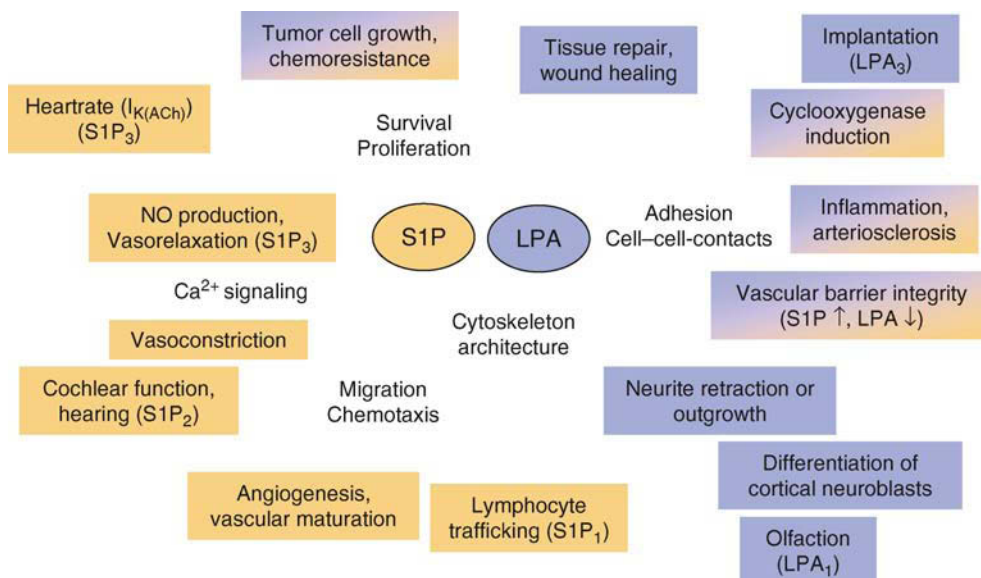 Tumor cell growth,
chemoresistance
Tissue repair,
wound healing
Implantation
(LPA₃)
Heartrate (I_K(ACh))
(S1P₃)
Cyclooxygenase
induction
Survival
Proliferation
NO production,
Vasorelaxation (S1P₃)
S1P
LPA
Adhesion
Cell–cell-contacts
Inflammation,
arteriosclerosis
Ca²⁺ signaling
Vascular barrier integrity
(S1P ↑, LPA ↓)
Cytoskeleton
architecture
Vasoconstriction
Cochlear function,
hearing (S1P₂)
Migration
Chemotaxis
Neurite retraction or
outgrowth
Differentiation of
cortical neuroblasts
Angiogenesis,
vascular maturation
Lymphocyte
trafficking (S1P₁)
Olfaction
(LPA₁)